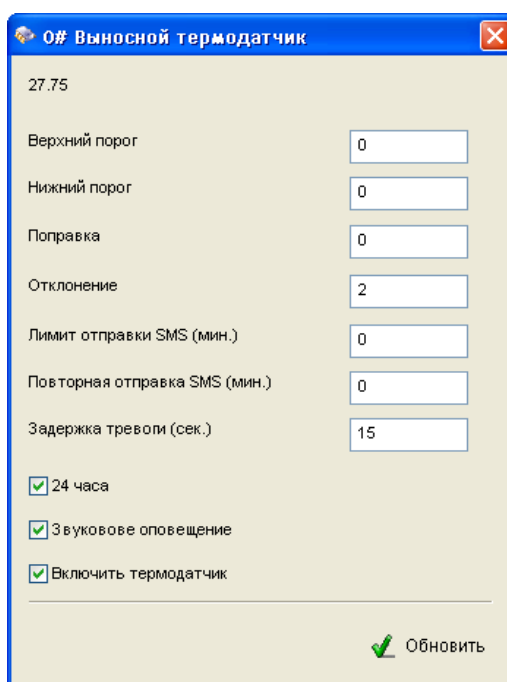 0# Выносной термодатчик
27.75
Верхний порог 0
Нижний порог 0
Поправка 0
Отклонение 2
Лимит отправки SMS (мин.) 0
Повторная отправка SMS (мин.) 0
Задержка тревоги (сек.) 15
24 часа
Звуковове оповещение
Включить термодатчик
Обновить